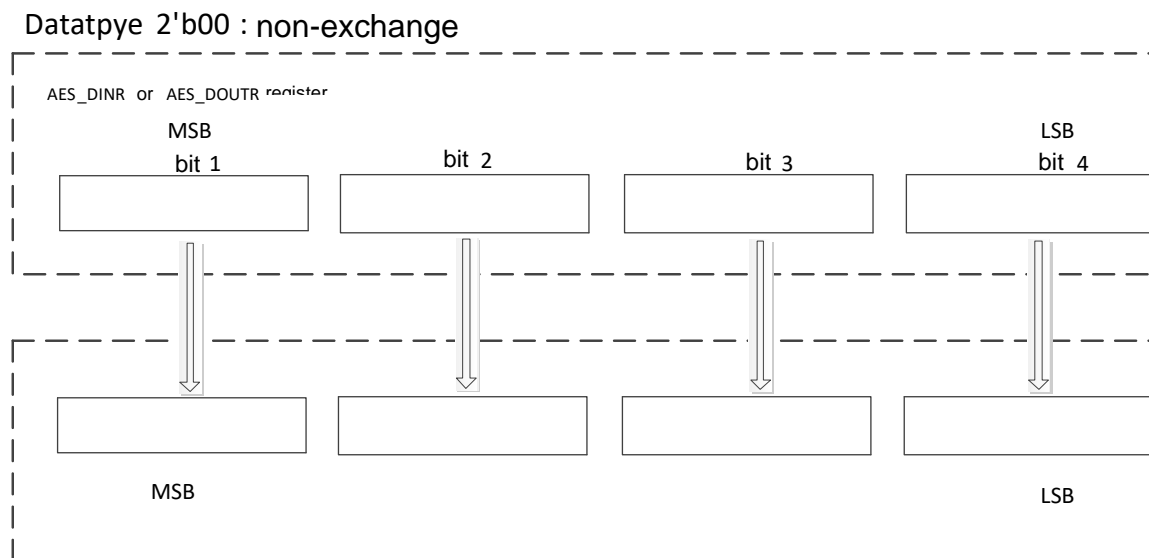 Datatpye 2'b00 : non-exchange
AES_DINR or AES_DOUTR register
MSB LSB
bit 1 bit 2 bit 3 bit 4
MSB LSB